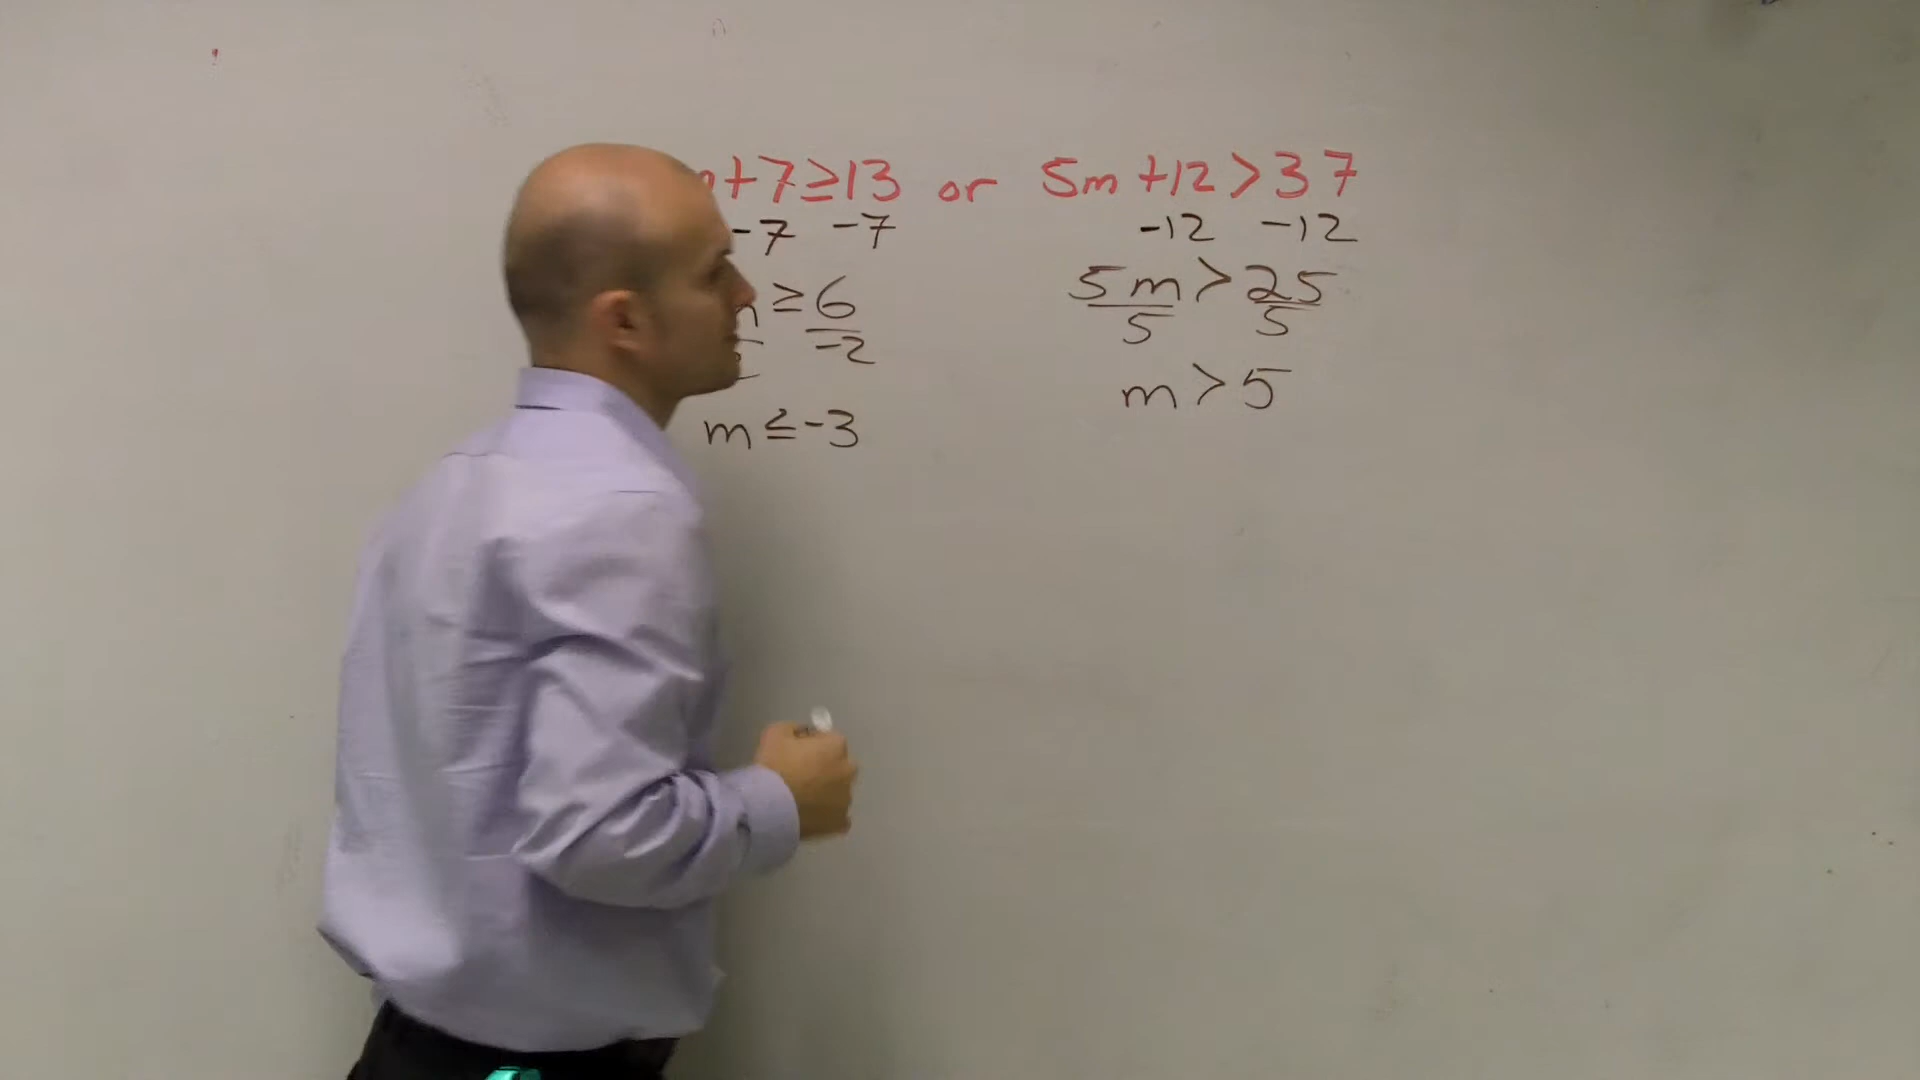 +7≥13 or 5m+12>37
-7 -7 -12 -12
≥6 5m>25
-2 5 5
m≤-3 m>5